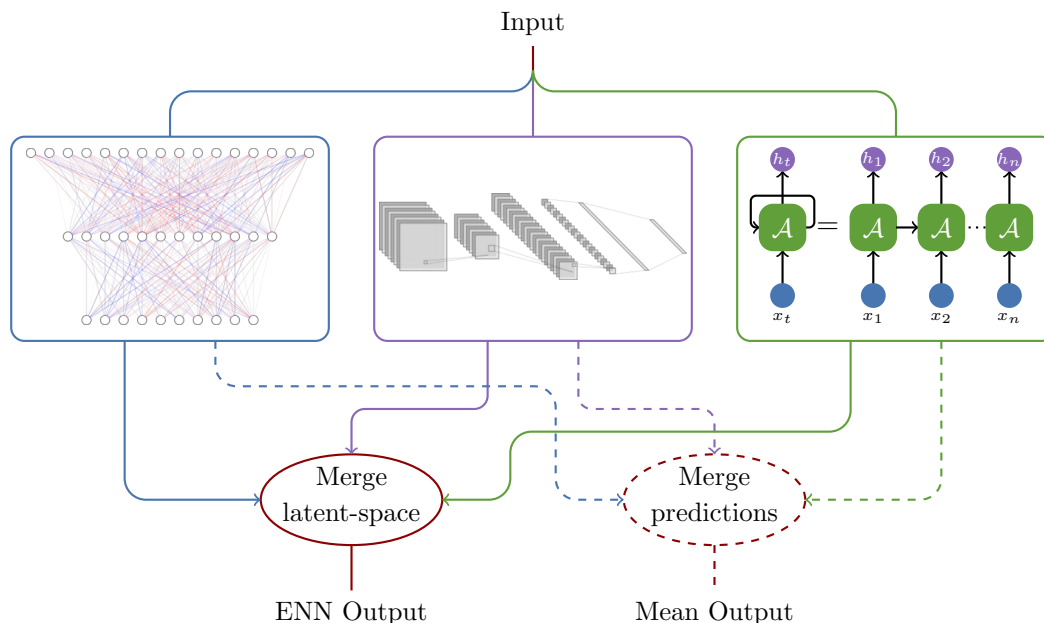 Input
h_t h_1 h_2 h_n
𝒜 = 𝒜 𝒜 ... 𝒜
x_t x_1 x_2 x_n
Merge
latent-space
Merge
predictions
ENN Output
Mean Output